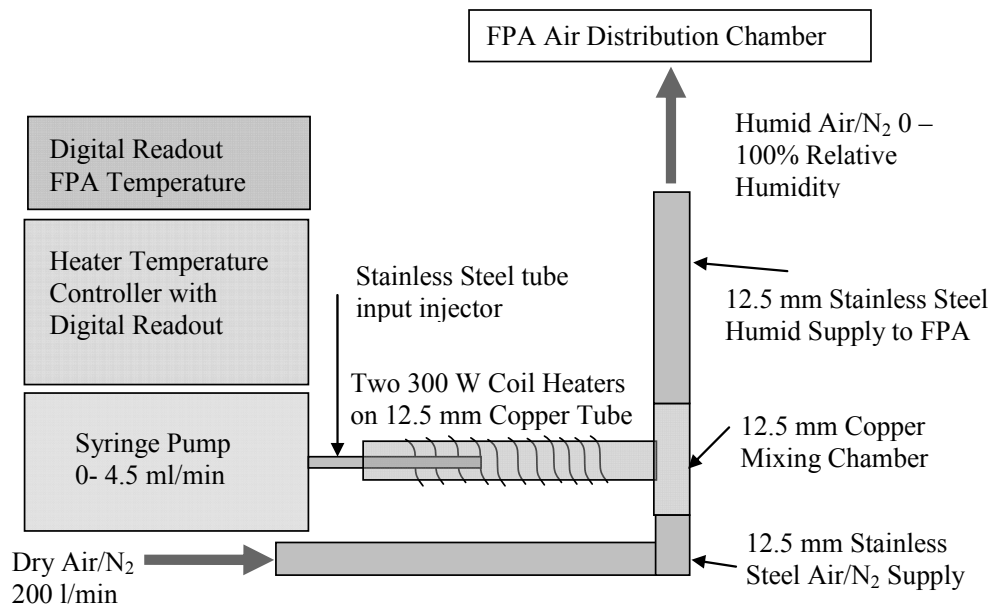 FPA Air Distribution Chamber
Digital Readout
FPA Temperature
Humid Air/N₂ 0 –
100% Relative
Humidity
Heater Temperature
Controller with
Digital Readout
Stainless Steel tube
input injector
12.5 mm Stainless Steel
Humid Supply to FPA
Two 300 W Coil Heaters
on 12.5 mm Copper Tube
Syringe Pump
0- 4.5 ml/min
12.5 mm Copper
Mixing Chamber
Dry Air/N₂
200 l/min
12.5 mm Stainless
Steel Air/N₂ Supply